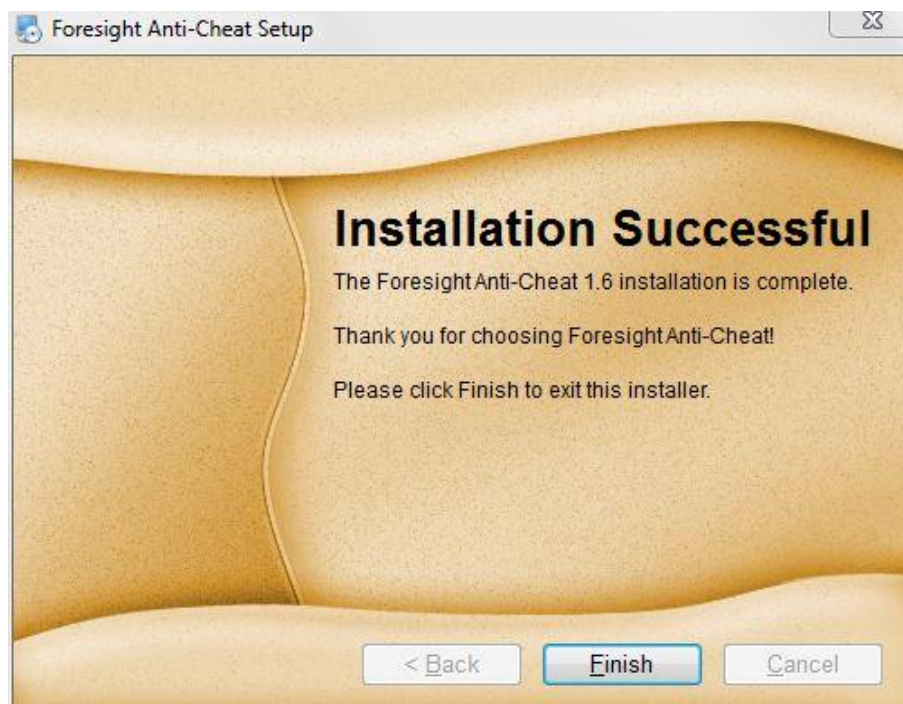 Foresight Anti-Cheat Setup
Installation Successful
The Foresight Anti-Cheat 1.6 installation is complete.
Thank you for choosing Foresight Anti-Cheat!
Please click Finish to exit this installer.
< Back
Finish
Cancel